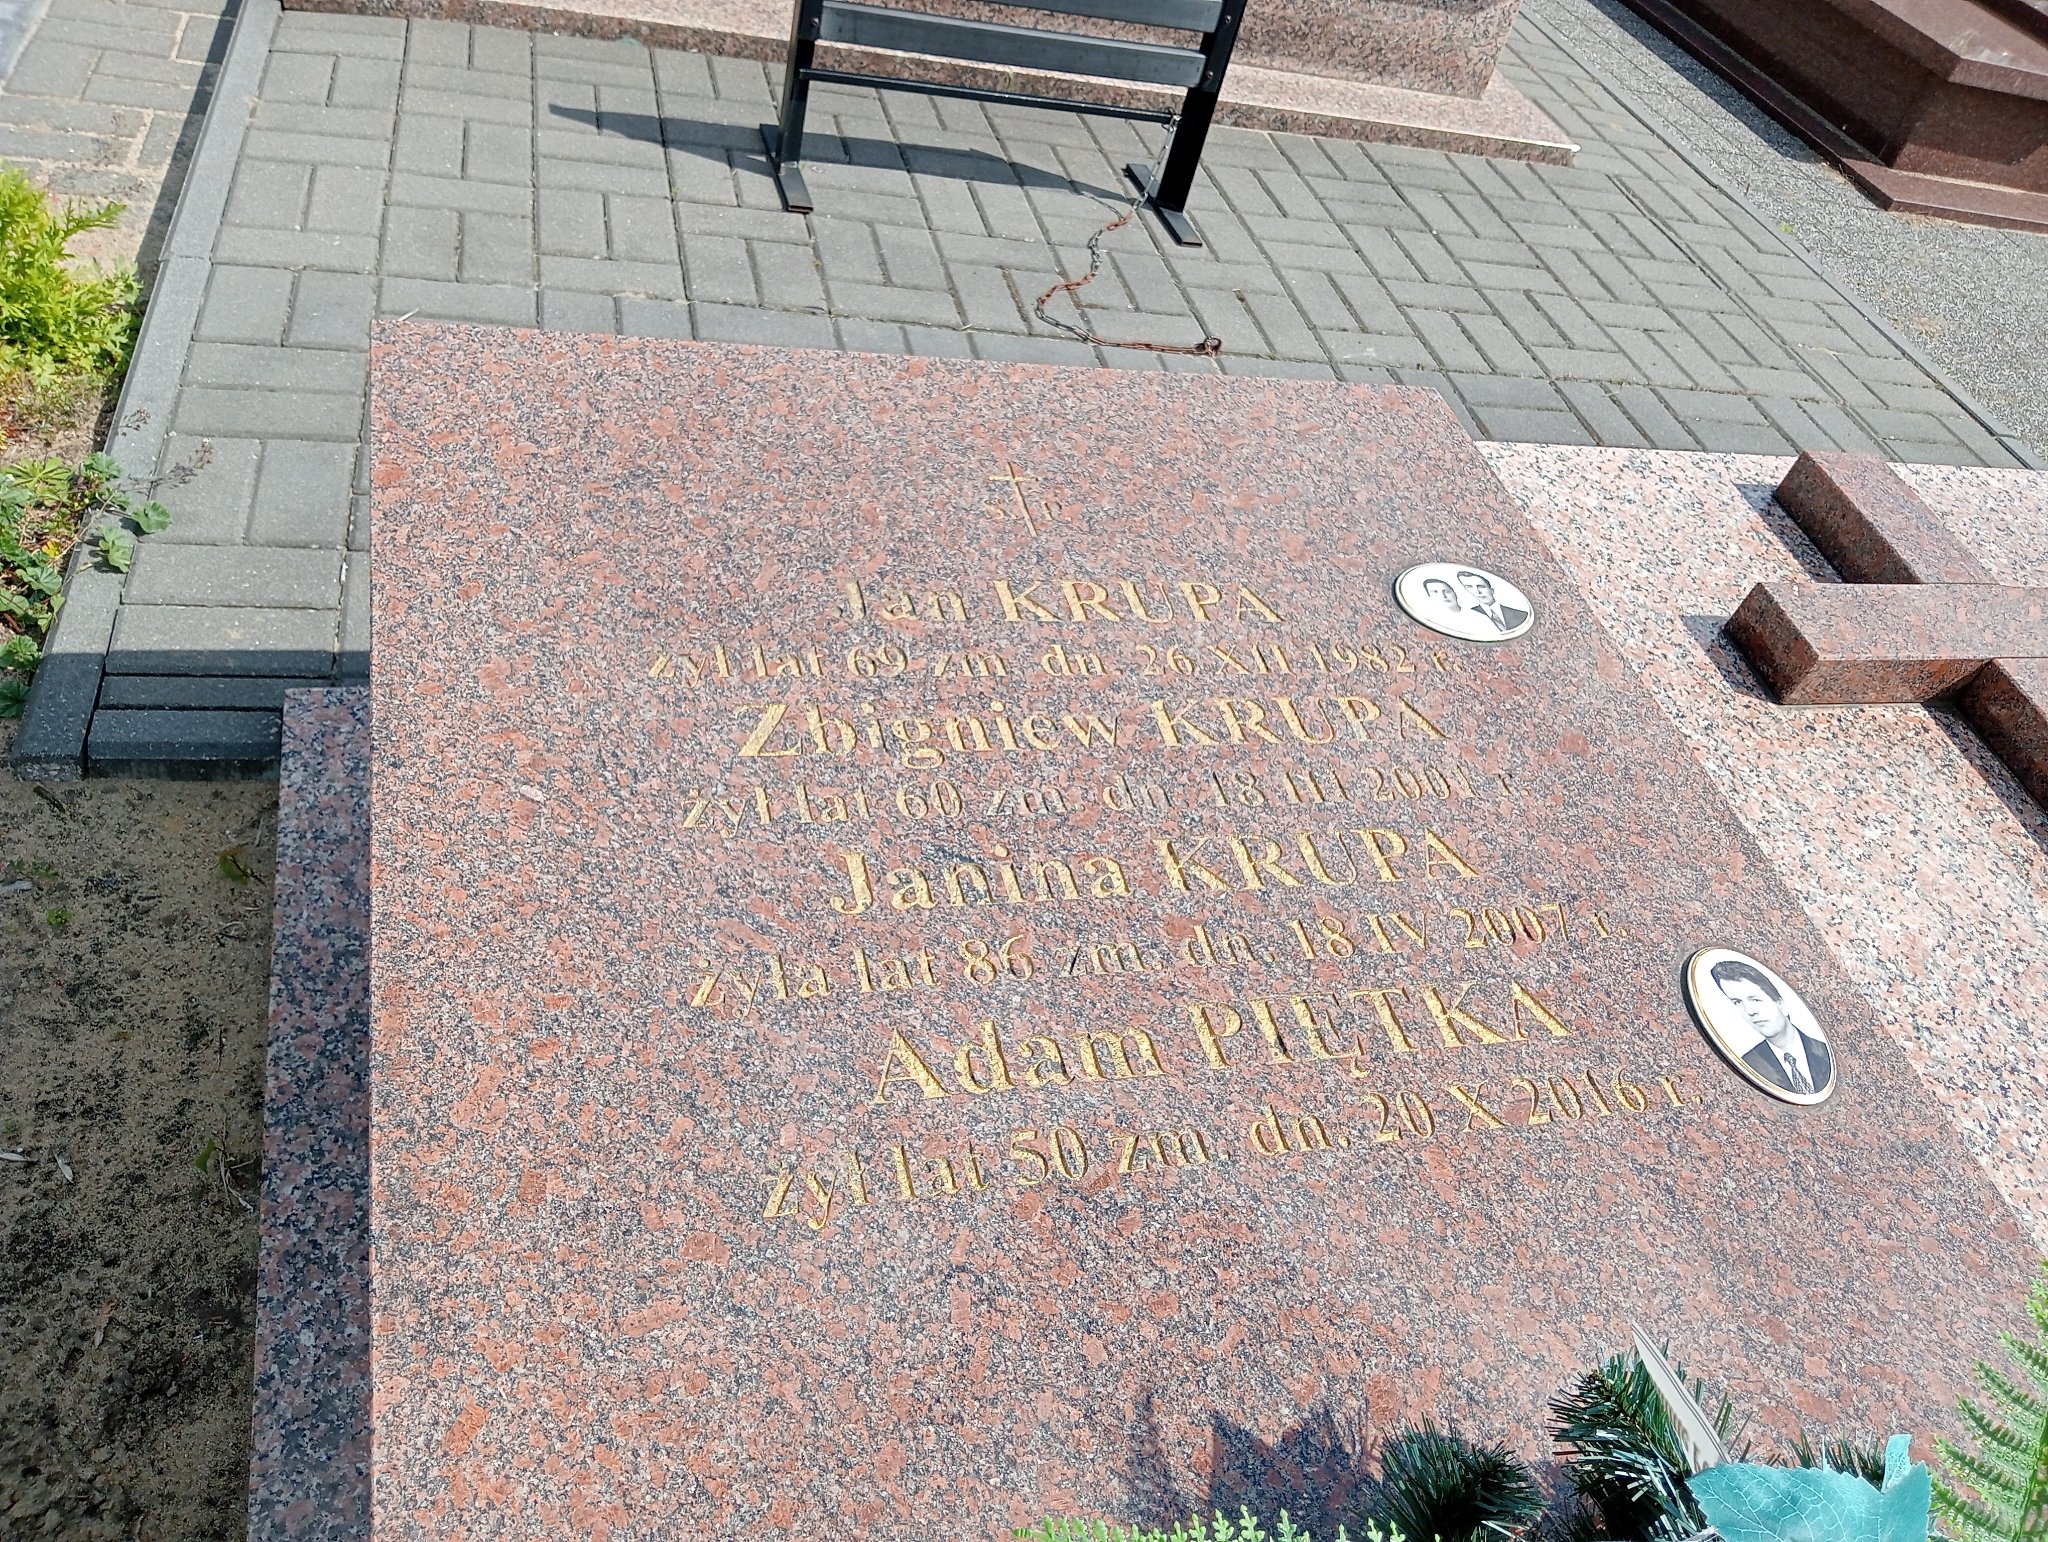 Ś P
Jan KRUPA
żył lat 69 zm dn 26 XII 1982 r.
Zbigniew KRUPA
żył lat 60 zm. dn 18 III 2001 r
Janina KRUPA
żyła lat 86 zm. dn. 18 IV 2007 r.
Adam PIĘTKA
żył lat 50 zm. dn. 20 X 2016 r.